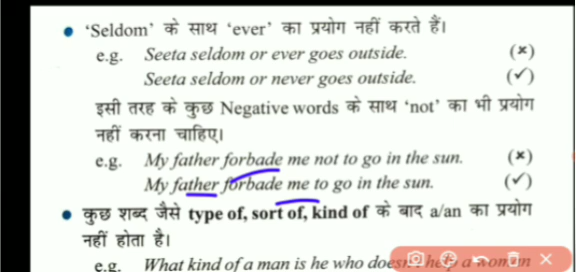 • 'Seldom' के साथ 'ever' का प्रयोग नहीं करते हैं।
e.g. Seeta seldom or ever goes outside. (×)
Seeta seldom or never goes outside. (✓)
इसी तरह के कुछ Negative words के साथ 'not' का भी प्रयोग
नहीं करना चाहिए।
e.g. My father forbade me not to go in the sun. (×)
My father forbade me to go in the sun. (✓)
• कुछ शब्द जैसे type of, sort of, kind of के बाद a/an का प्रयोग
नहीं होता है।
e.g. What kind of a man is he who doesn't help a woman